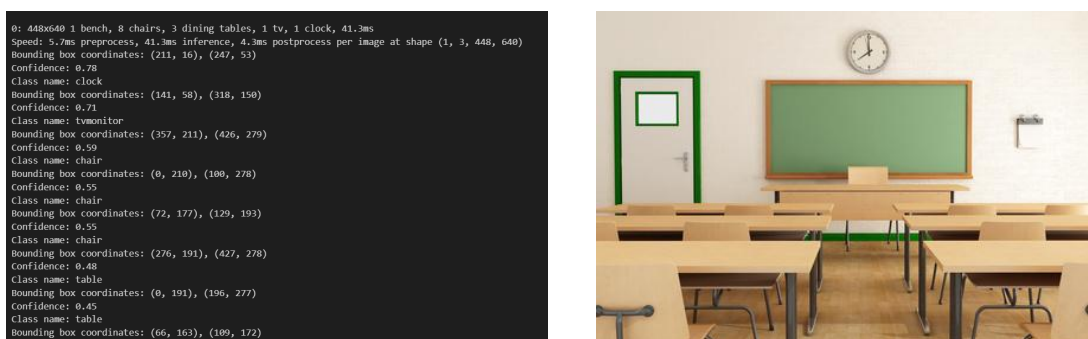 0: 448x640 1 bench, 8 chairs, 3 dining tables, 1 tv, 1 clock, 41.3ms
Speed: 5.7ms preprocess, 41.3ms inference, 4.3ms postprocess per image at shape (1, 3, 448, 640)
Bounding box coordinates: (211, 16), (247, 53)
Confidence: 0.78
Class name: clock
Bounding box coordinates: (141, 58), (318, 150)
Confidence: 0.71
Class name: tvmonitor
Bounding box coordinates: (357, 211), (426, 279)
Confidence: 0.59
Class name: chair
Bounding box coordinates: (0, 210), (100, 278)
Confidence: 0.55
Class name: chair
Bounding box coordinates: (72, 177), (129, 193)
Confidence: 0.55
Class name: chair
Bounding box coordinates: (276, 191), (427, 278)
Confidence: 0.48
Class name: table
Bounding box coordinates: (0, 191), (196, 277)
Confidence: 0.45
Class name: table
Bounding box coordinates: (66, 163), (109, 172)